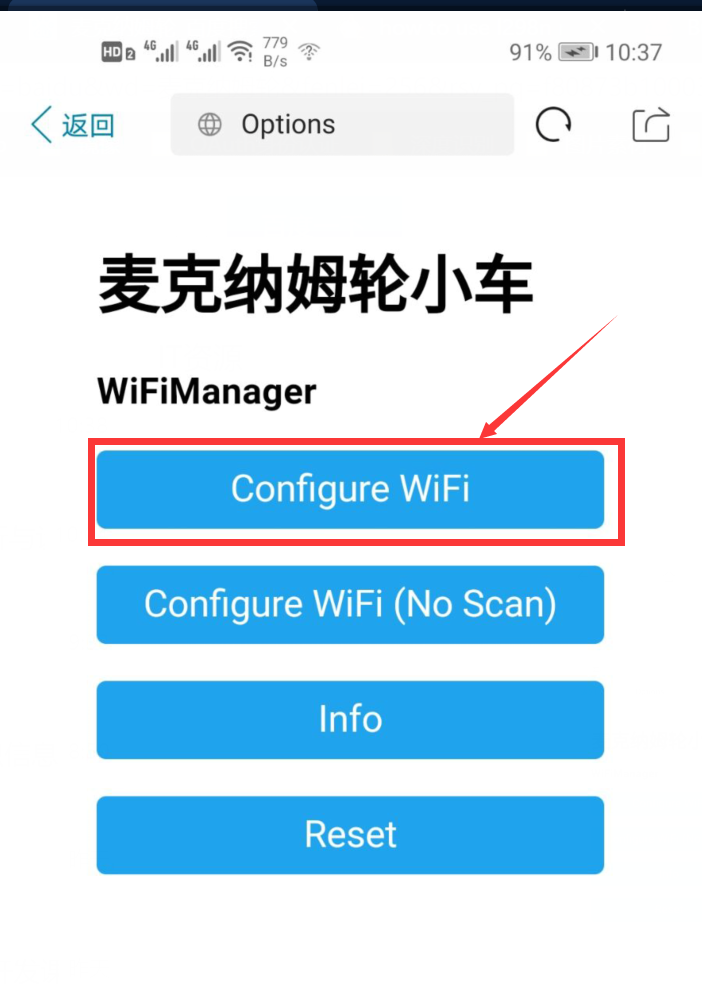 HD 2 4G 4G 779 B/s 91% 10:37
返回 Options
麦克纳姆轮小车
WiFiManager
Configure WiFi
Configure WiFi (No Scan)
Info
Reset